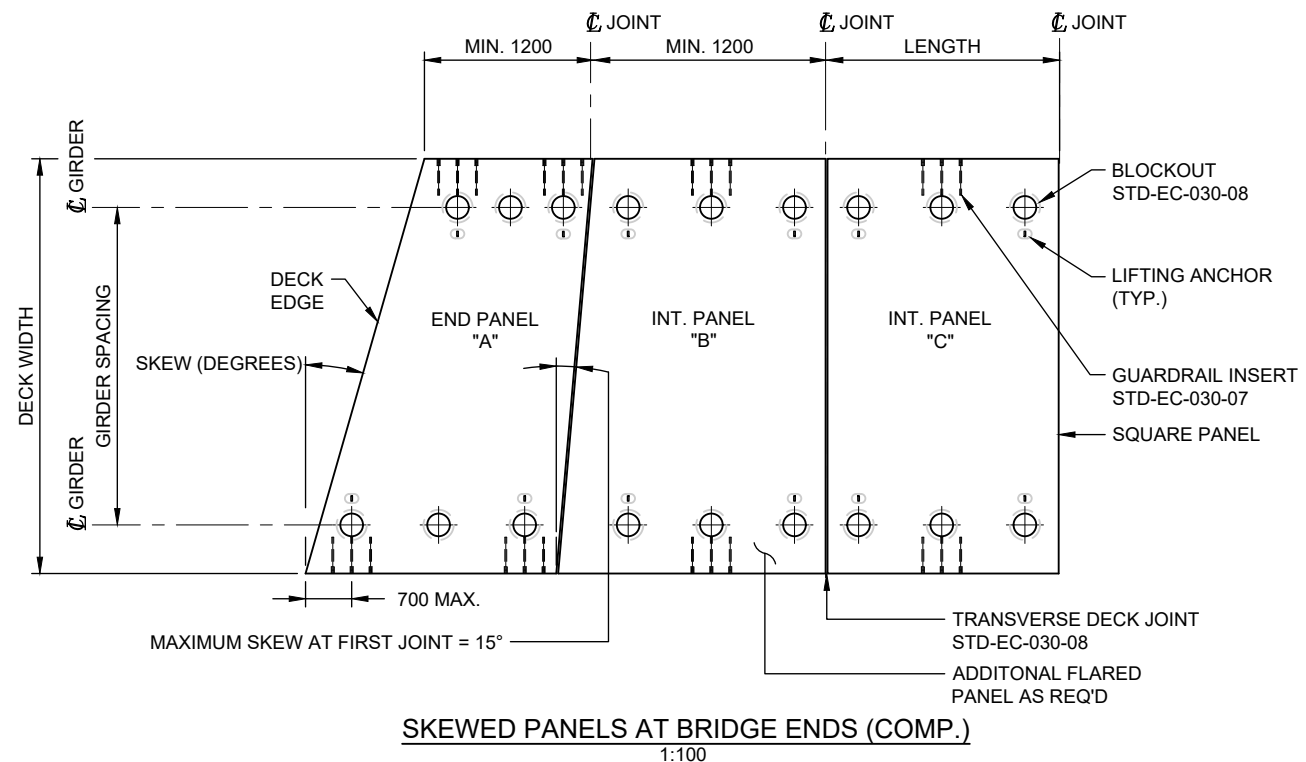 ℄ JOINT
℄ JOINT
℄ JOINT
MIN. 1200
MIN. 1200
LENGTH
℄ GIRDER
DECK WIDTH
GIRDER SPACING
℄ GIRDER
BLOCKOUT
STD-EC-030-08
LIFTING ANCHOR
(TYP.)
DECK
EDGE
END PANEL
"A"
INT. PANEL
"B"
INT. PANEL
"C"
SKEW (DEGREES)
GUARDRAIL INSERT
STD-EC-030-07
SQUARE PANEL
700 MAX.
MAXIMUM SKEW AT FIRST JOINT = 15°
TRANSVERSE DECK JOINT
STD-EC-030-08
ADDITONAL FLARED
PANEL AS REQ'D
SKEWED PANELS AT BRIDGE ENDS (COMP.)
1:100